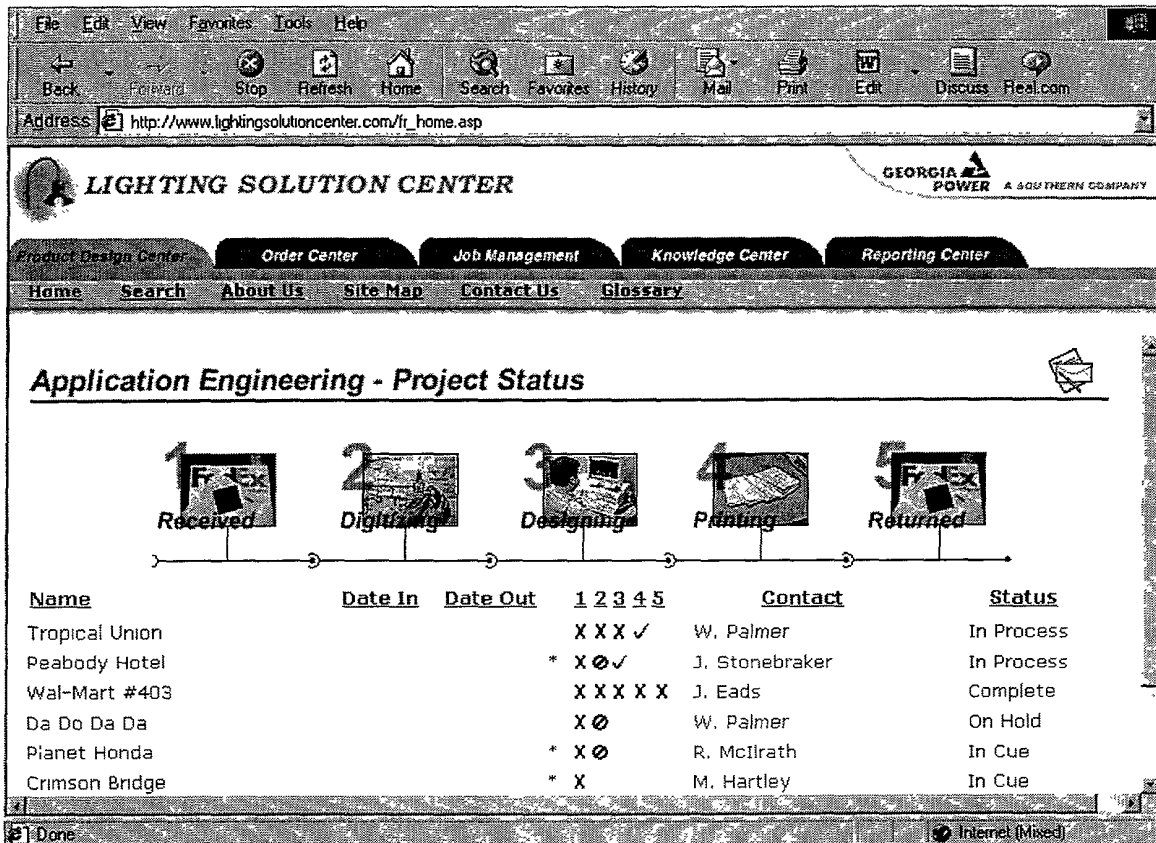 File Edit View Favorites Tools Help
Back Forward Stop Refresh Home Search Favorites History Mail Print Edit Discuss Real.com
Address http://www.lightingsolutioncenter.com/fr_home.asp
LIGHTING SOLUTION CENTER
GEORGIA POWER A SOUTHERN COMPANY
Product Design Center Order Center Job Management Knowledge Center Reporting Center
Home Search About Us Site Map Contact Us Glossary
Application Engineering - Project Status
1 2 3 4 5
FedEx FedEx
Received Digitizing Designing Printing Returned
Name Date In Date Out 1 2 3 4 5 Contact Status
Tropical Union X X X ✓ W. Palmer In Process
Peabody Hotel * X ⊘ ✓ J. Stonebraker In Process
Wal-Mart #403 X X X X X J. Eads Complete
Da Do Da Da X ⊘ W. Palmer On Hold
Planet Honda * X ⊘ R. McIlrath In Cue
Crimson Bridge * X M. Hartley In Cue
Done Internet (Mixed)